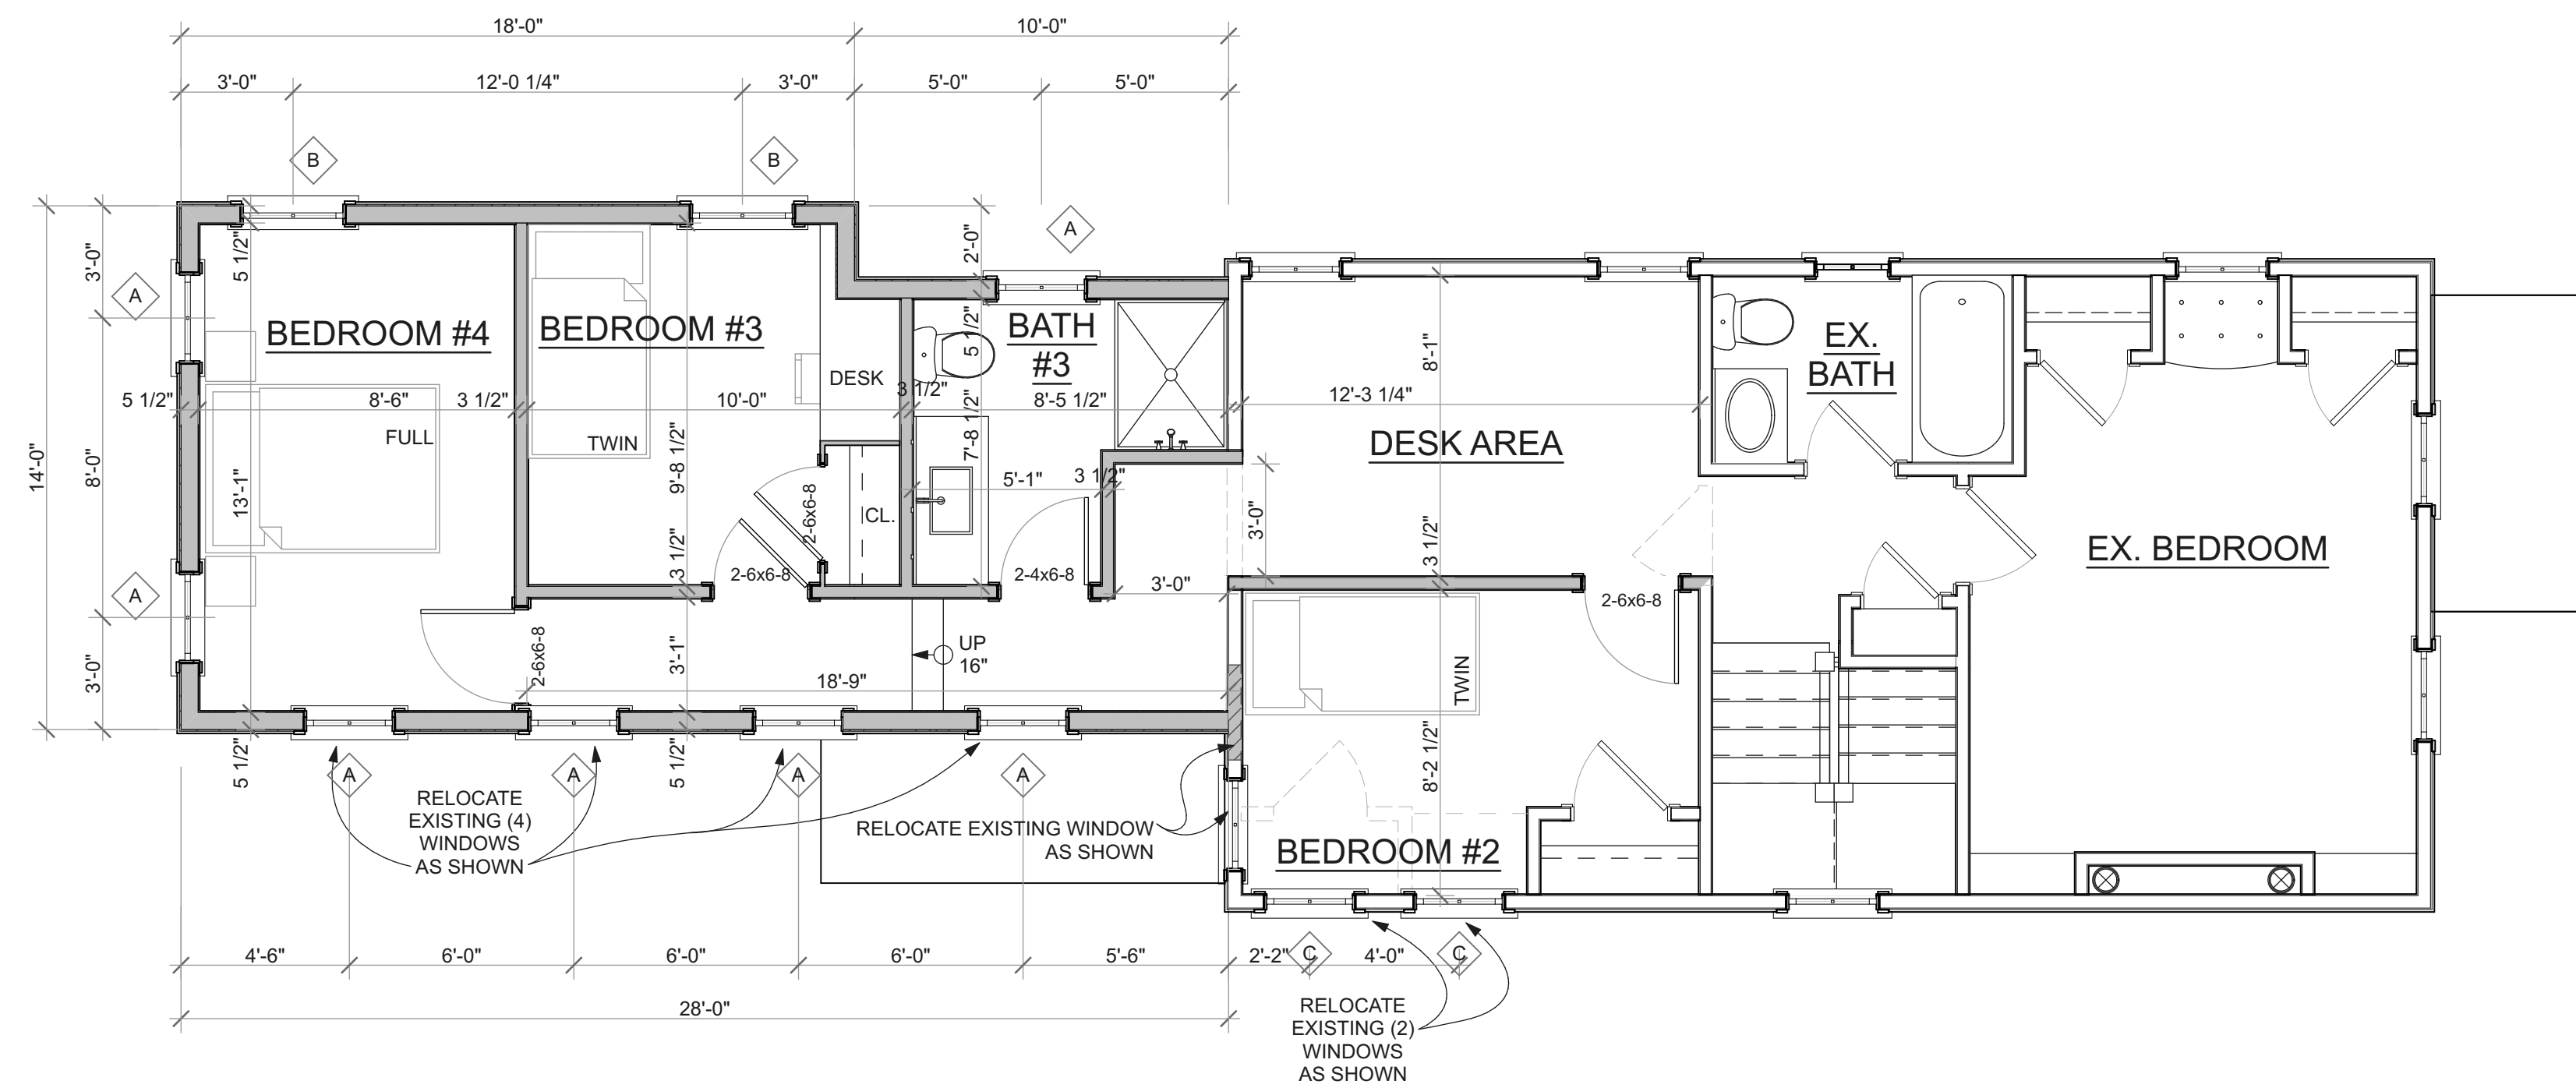 18'-0"
10'-0"
3'-0"
12'-0 1/4"
3'-0"
5'-0"
5'-0"
B
B
A
3'-0"
5 1/2"
2'-0"
A
BEDROOM #4
BEDROOM #3
5 1/2"
BATH
#3
8'-1"
EX.
BATH
DESK
5 1/2"
8'-6"
3 1/2"
10'-0"
3 1/2"
8'-5 1/2"
12'-3 1/4"
FULL
TWIN
7'-8 1/2"
DESK AREA
14'-0"
8'-0"
13'-1"
9'-8 1/2"
2-6x6-8
CL.
5'-1"
3 1/2"
3'-0"
3 1/2"
3 1/2"
EX. BEDROOM
A
2-6x6-8
2-4x6-8
3'-0"
2-6x6-8
3'-0"
2-6x6-8
3'-1"
UP
16"
18'-9"
TWIN
5 1/2"
5 1/2"
8'-2 1/2"
A
A
A
A
RELOCATE
EXISTING (4)
WINDOWS
AS SHOWN
RELOCATE EXISTING WINDOW
AS SHOWN
BEDROOM #2
4'-6"
6'-0"
6'-0"
6'-0"
5'-6"
2'-2"
C
4'-0"
C
28'-0"
RELOCATE
EXISTING (2)
WINDOWS
AS SHOWN